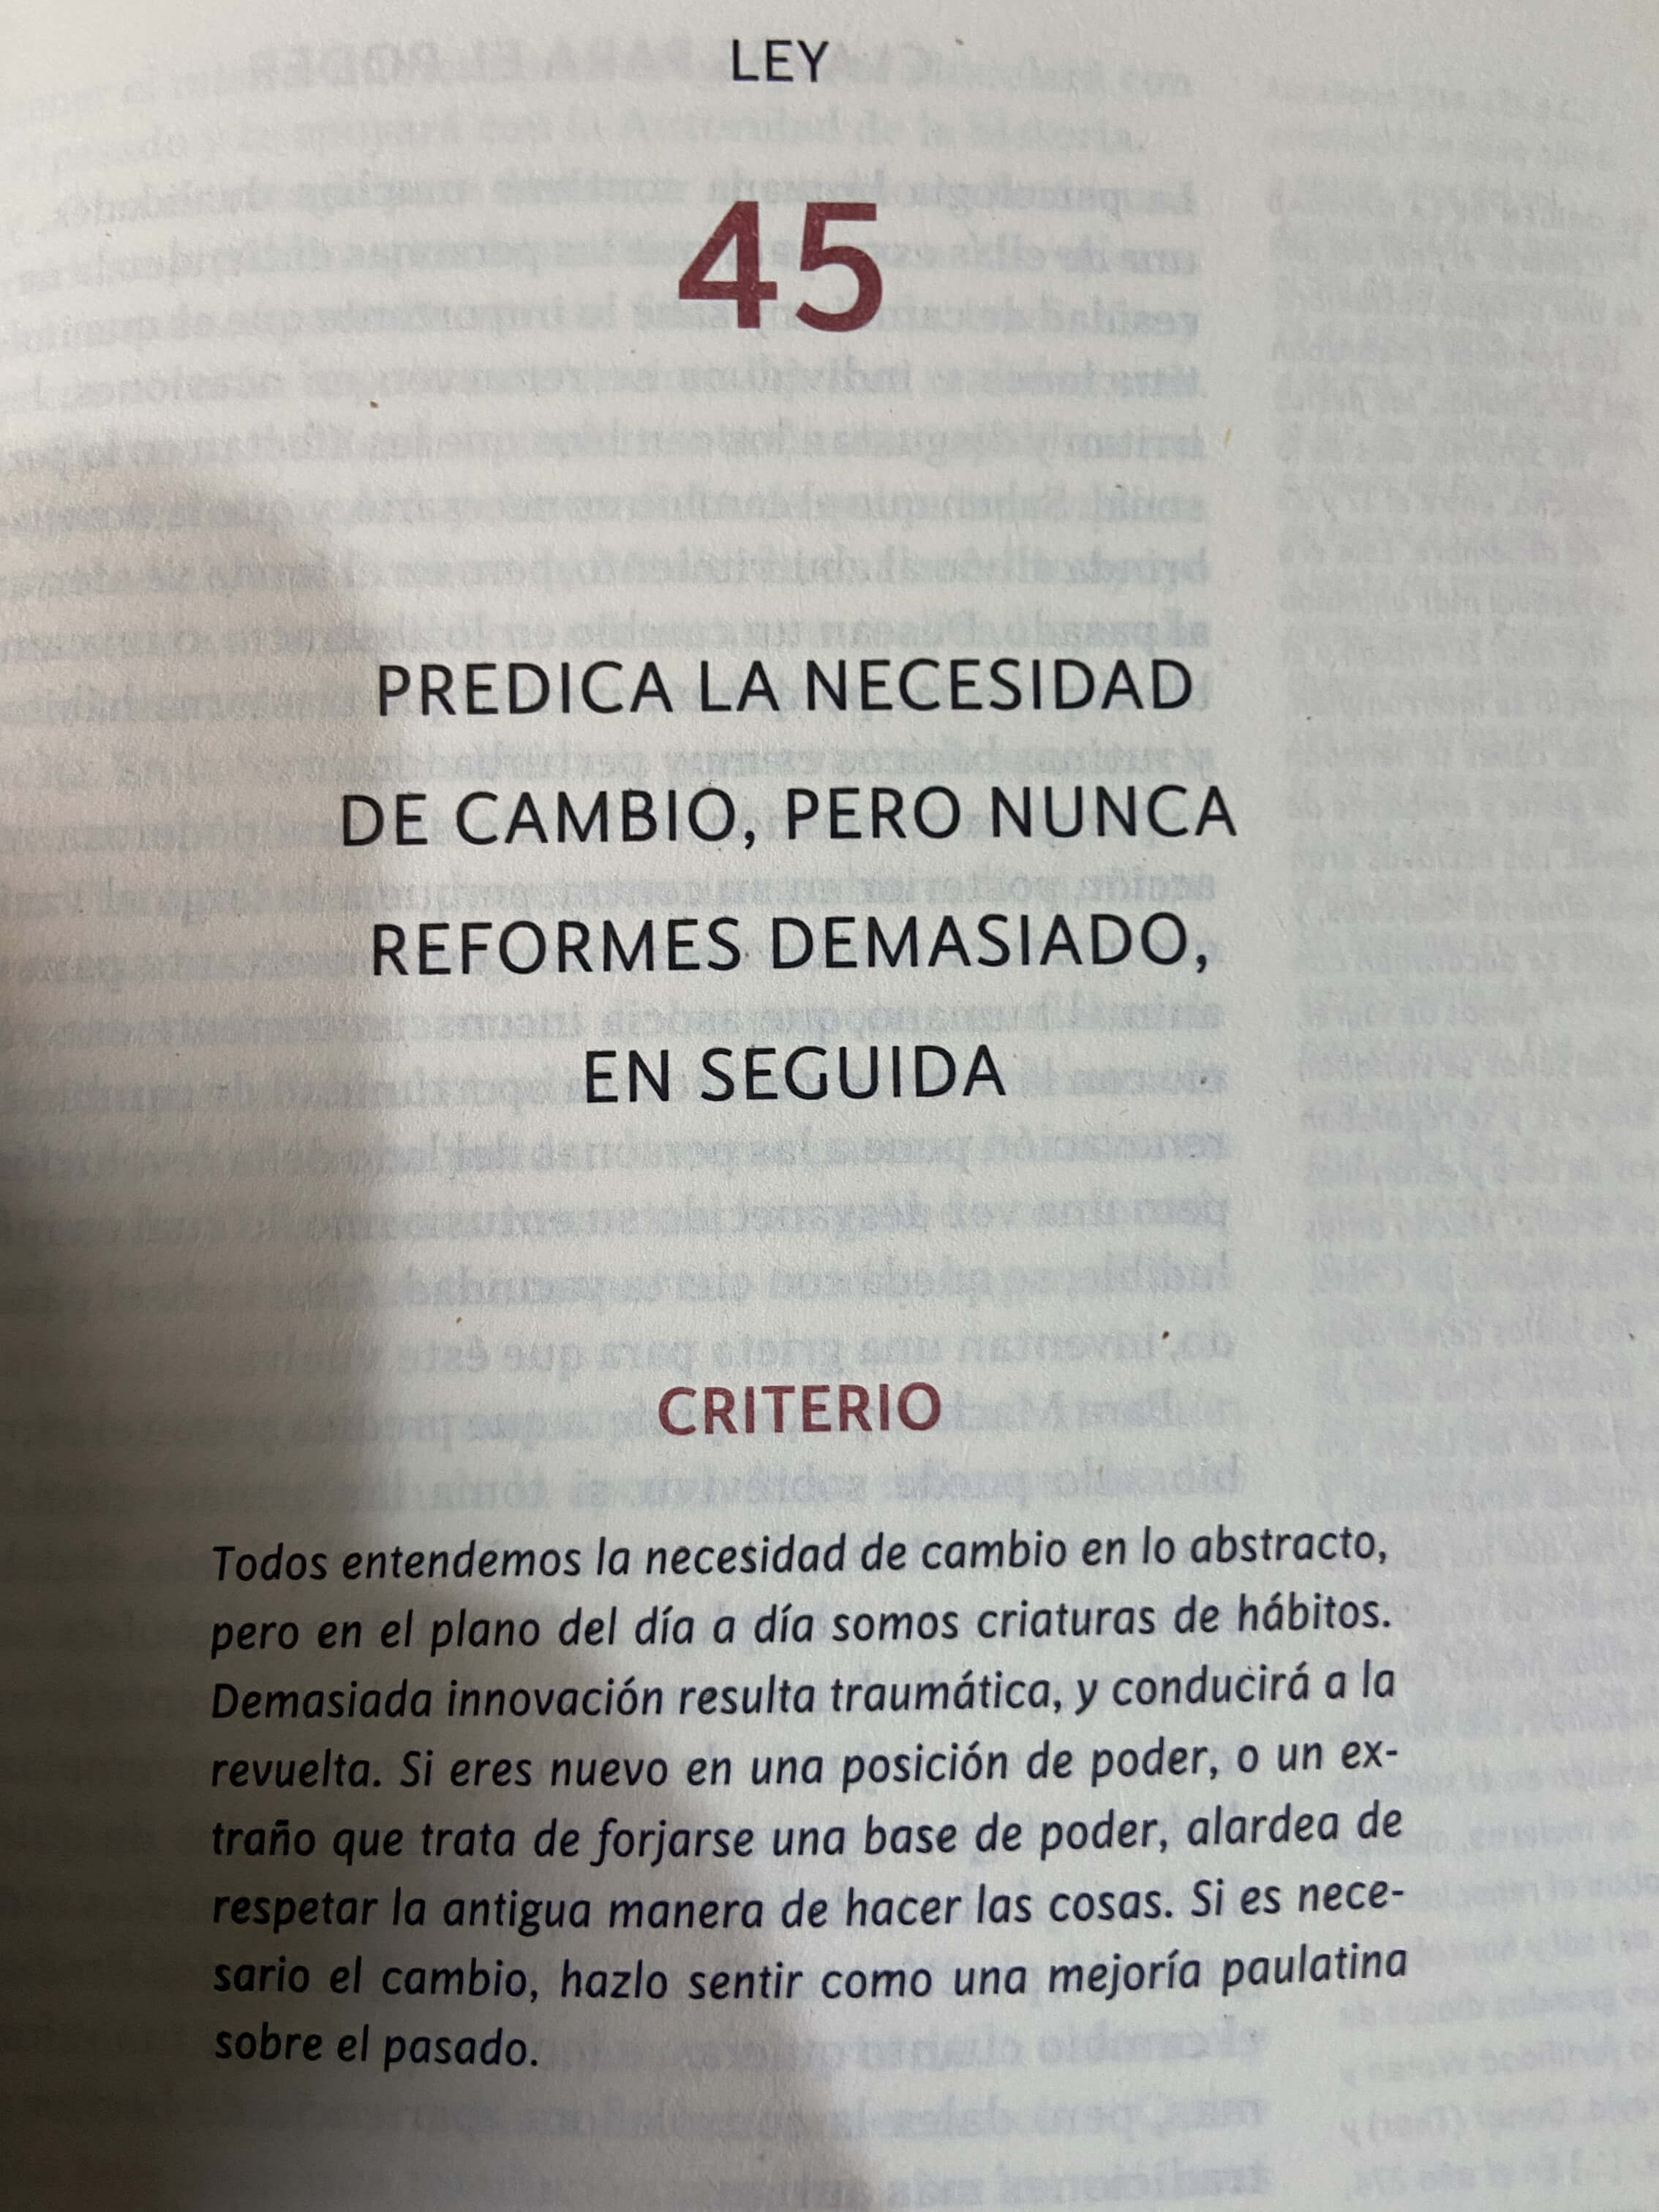 LEY
45
PREDICA LA NECESIDAD
DE CAMBIO, PERO NUNCA
REFORMES DEMASIADO,
EN SEGUIDA
CRITERIO
Todos entendemos la necesidad de cambio en lo abstracto,
pero en el plano del día a día somos criaturas de hábitos.
Demasiada innovación resulta traumática, y conducirá a la
revuelta. Si eres nuevo en una posición de poder, o un ex-
traño que trata de forjarse una base de poder, alardea de
respetar la antigua manera de hacer las cosas. Si es nece-
sario el cambio, hazlo sentir como una mejoría paulatina
sobre el pasado.